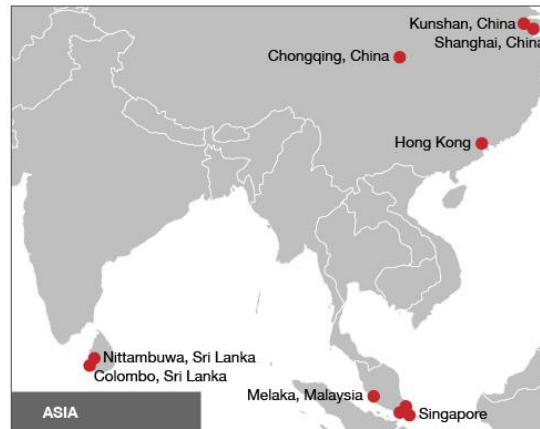 Kunshan, China
Shanghai, China
Chongqing, China
Hong Kong
Nittambuwa, Sri Lanka
Colombo, Sri Lanka
Melaka, Malaysia
Singapore
ASIA